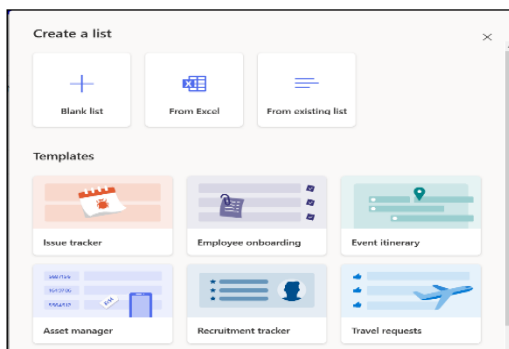 Create a list
Blank list
From Excel
From existing list
Templates
Issue tracker
Employee onboarding
Event itinerary
Asset manager
Recruitment tracker
Travel requests